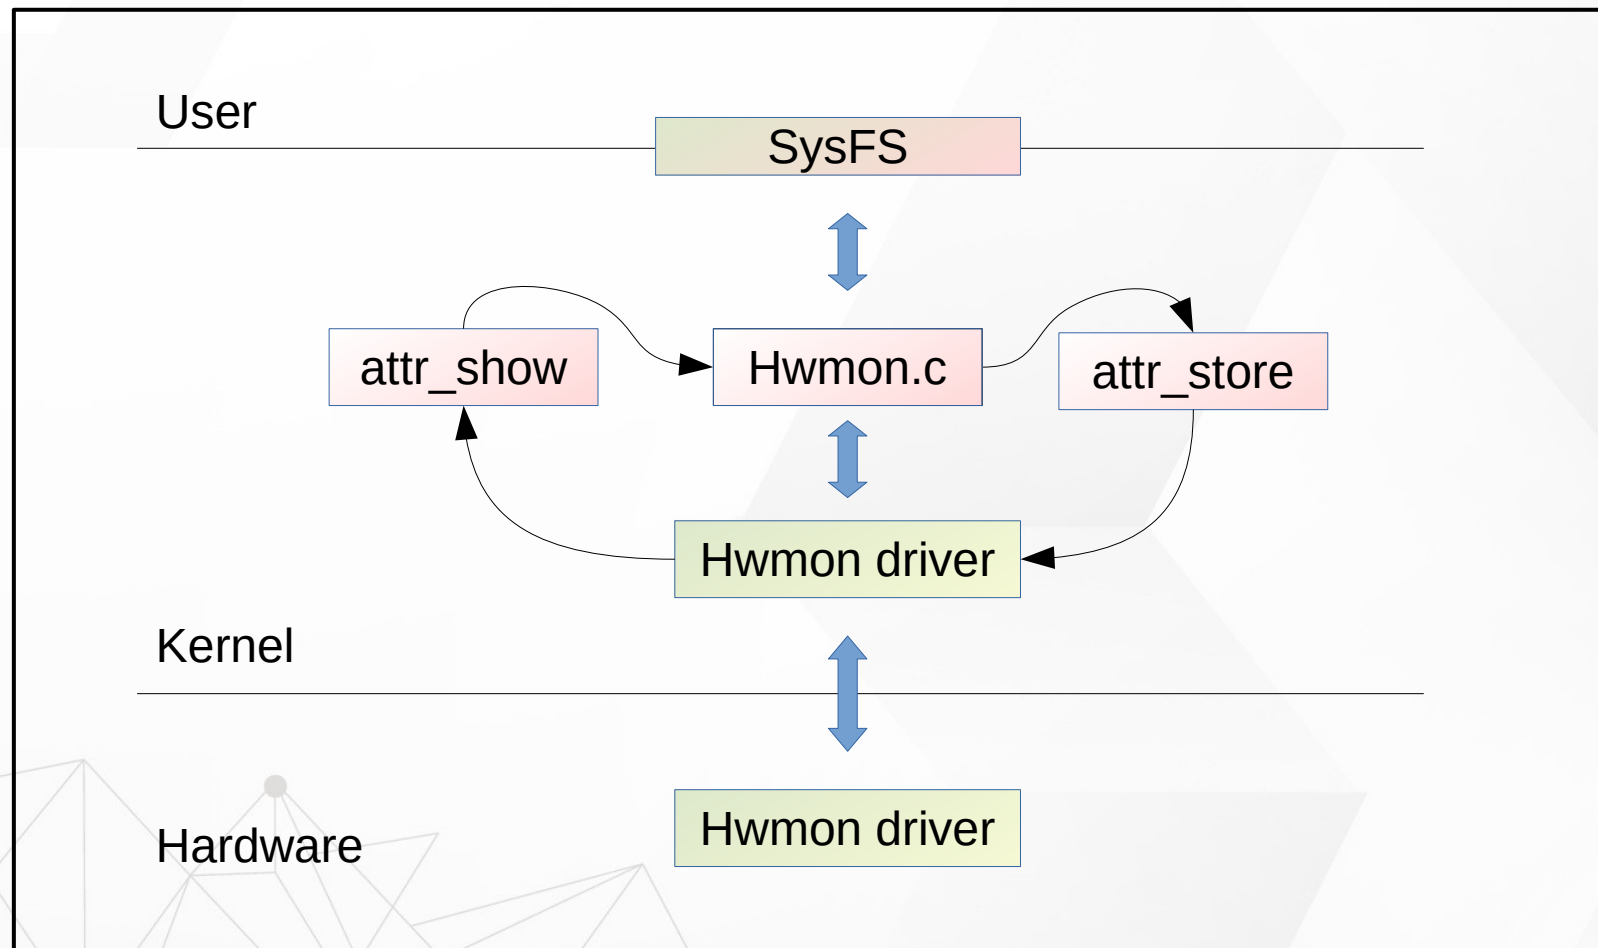 User
SysFS
attr_show
Hwmon.c
attr_store
Hwmon driver
Kernel
Hwmon driver
Hardware